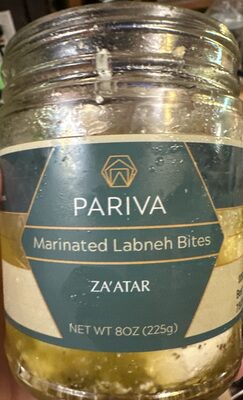 PARIVA
Marinated Labneh Bites
ZA'ATAR
NET WT 8OZ (225g)